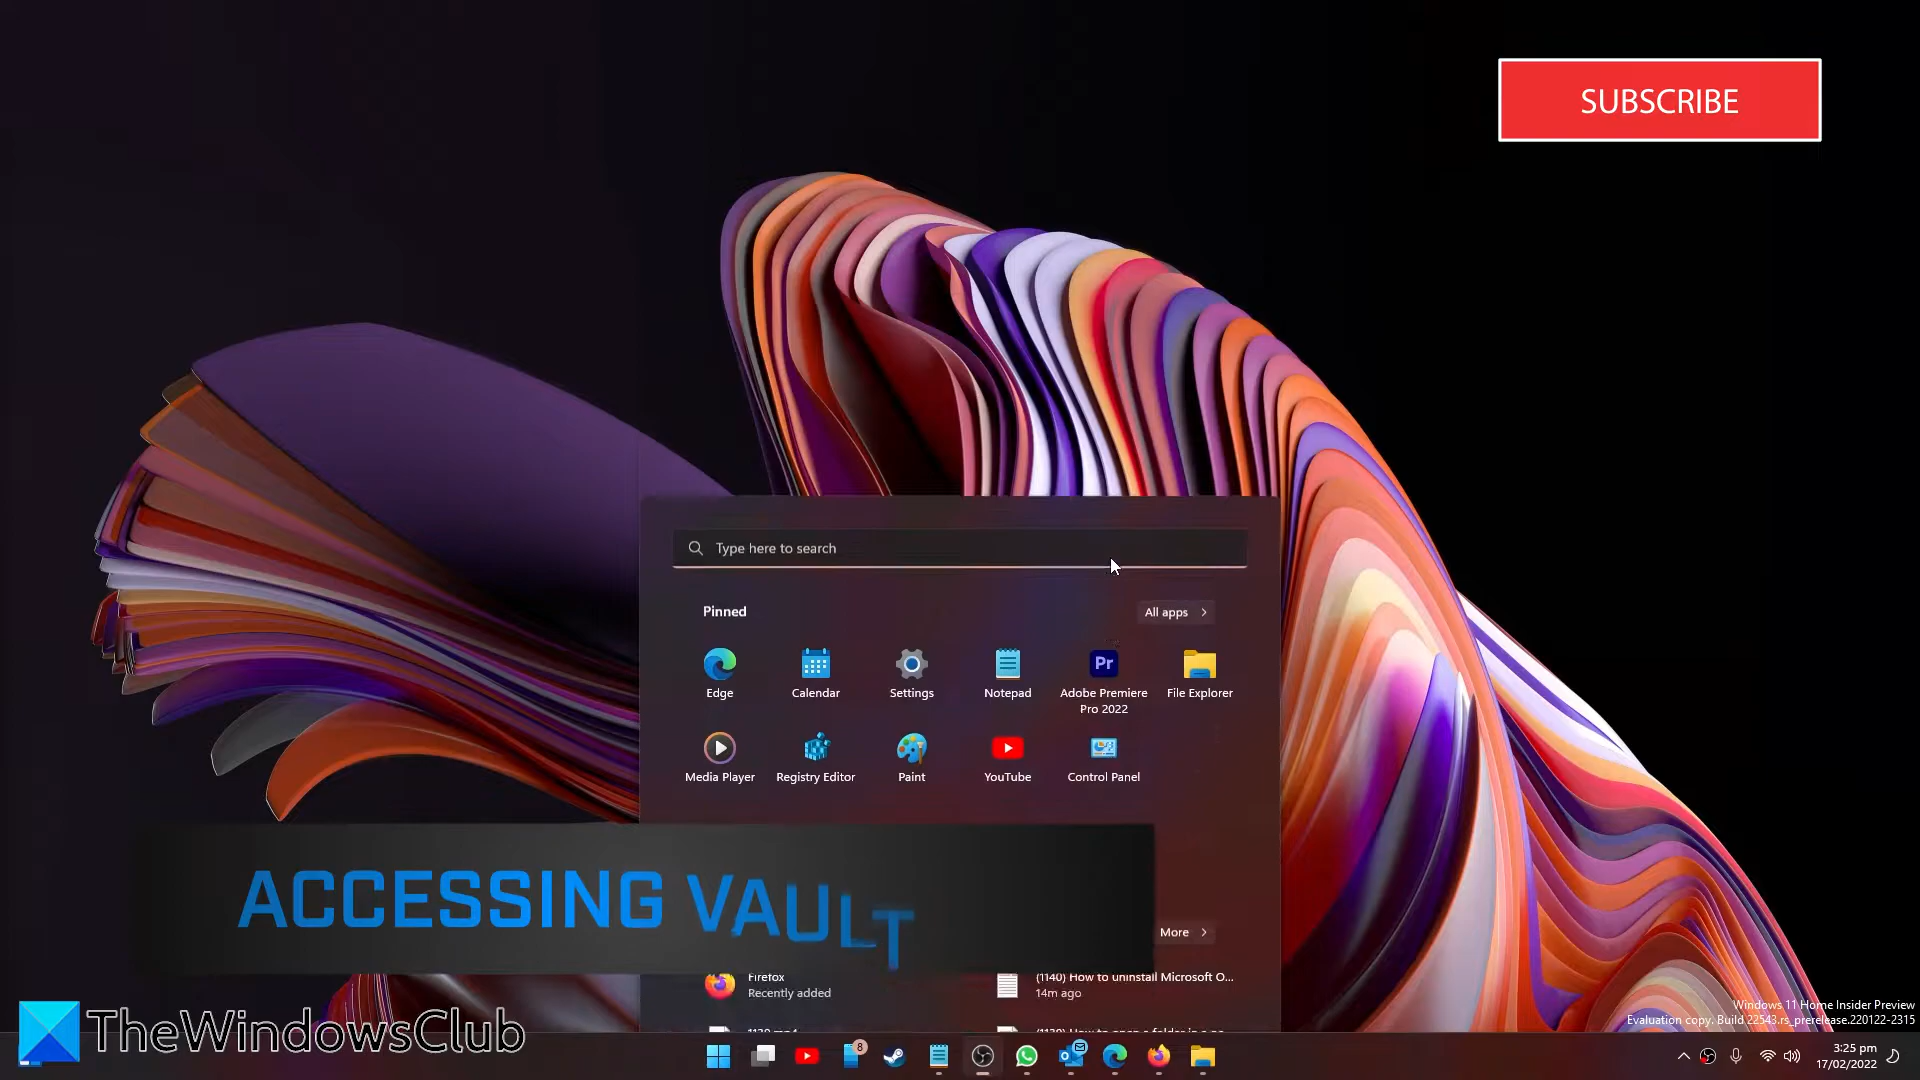 SUBSCRIBE
Type here to search
Pinned
All apps
Edge
Calendar
Settings
Notepad
Pr
Adobe Premiere
Pro 2022
File Explorer
Media Player
Registry Editor
Paint
YouTube
Control Panel
ACCESSING VAULT
More
Firefox
Recently added
(1140) How to uninstall Microsoft O...
14m ago
TheWindowsClub
8
Windows 11 Home Insider Preview
Evaluation copy. Build 22543.rs_prerelease.220122-2315
3:25 pm
17/02/2022